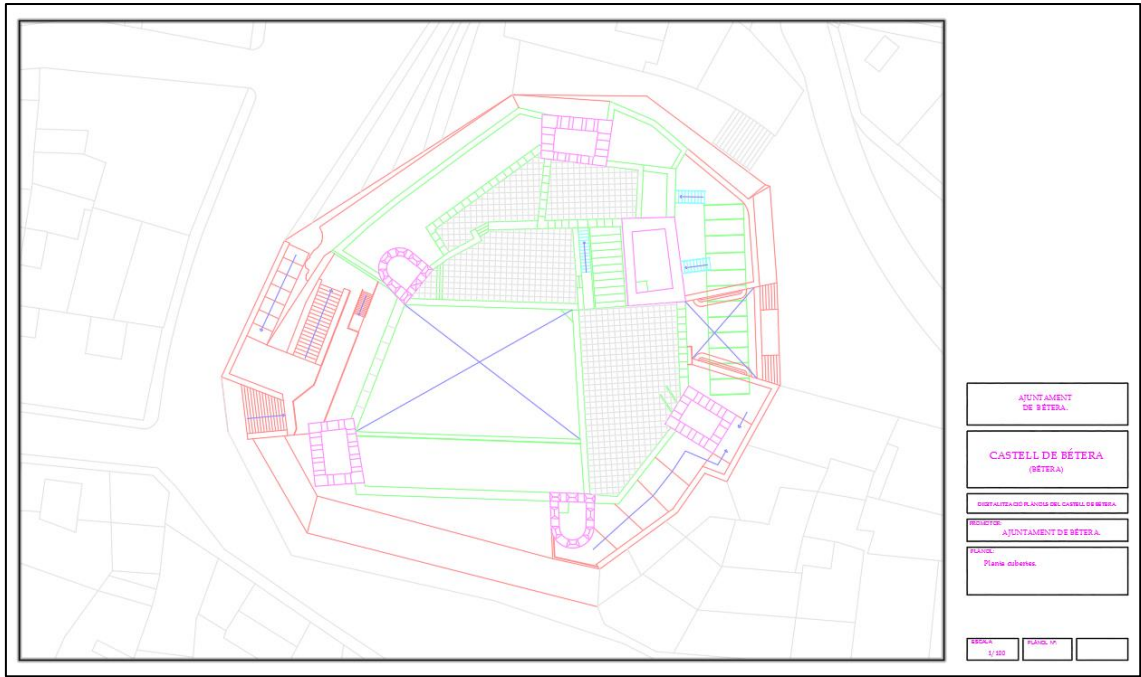 AJUNTAMENT
DE BÉTERA.
CASTELL DE BÉTERA
(BÉTERA)
DIGITALITZACIÓ PLÀNOLS DEL CASTELL DE BÉTERA.
PROMOTOR:
AJUNTAMENT DE BÉTERA.
PLÀNOL:
Planta cubertes.
ESCALA
1/100
PLÀNOL Nº